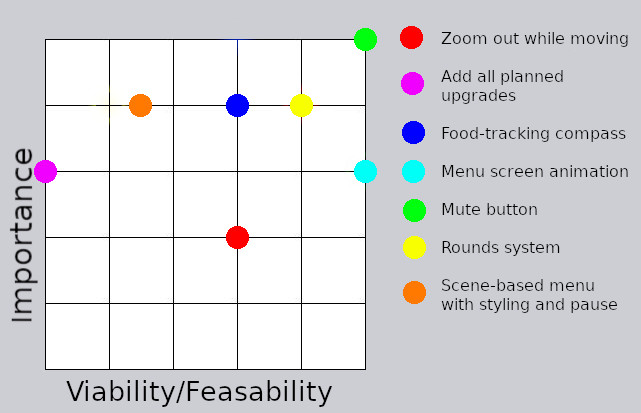 Zoom out while moving
Add all planned
upgrades
Food-tracking compass
Menu screen animation
Mute button
Rounds system
Scene-based menu
with styling and pause
Importance
Viability/Feasability